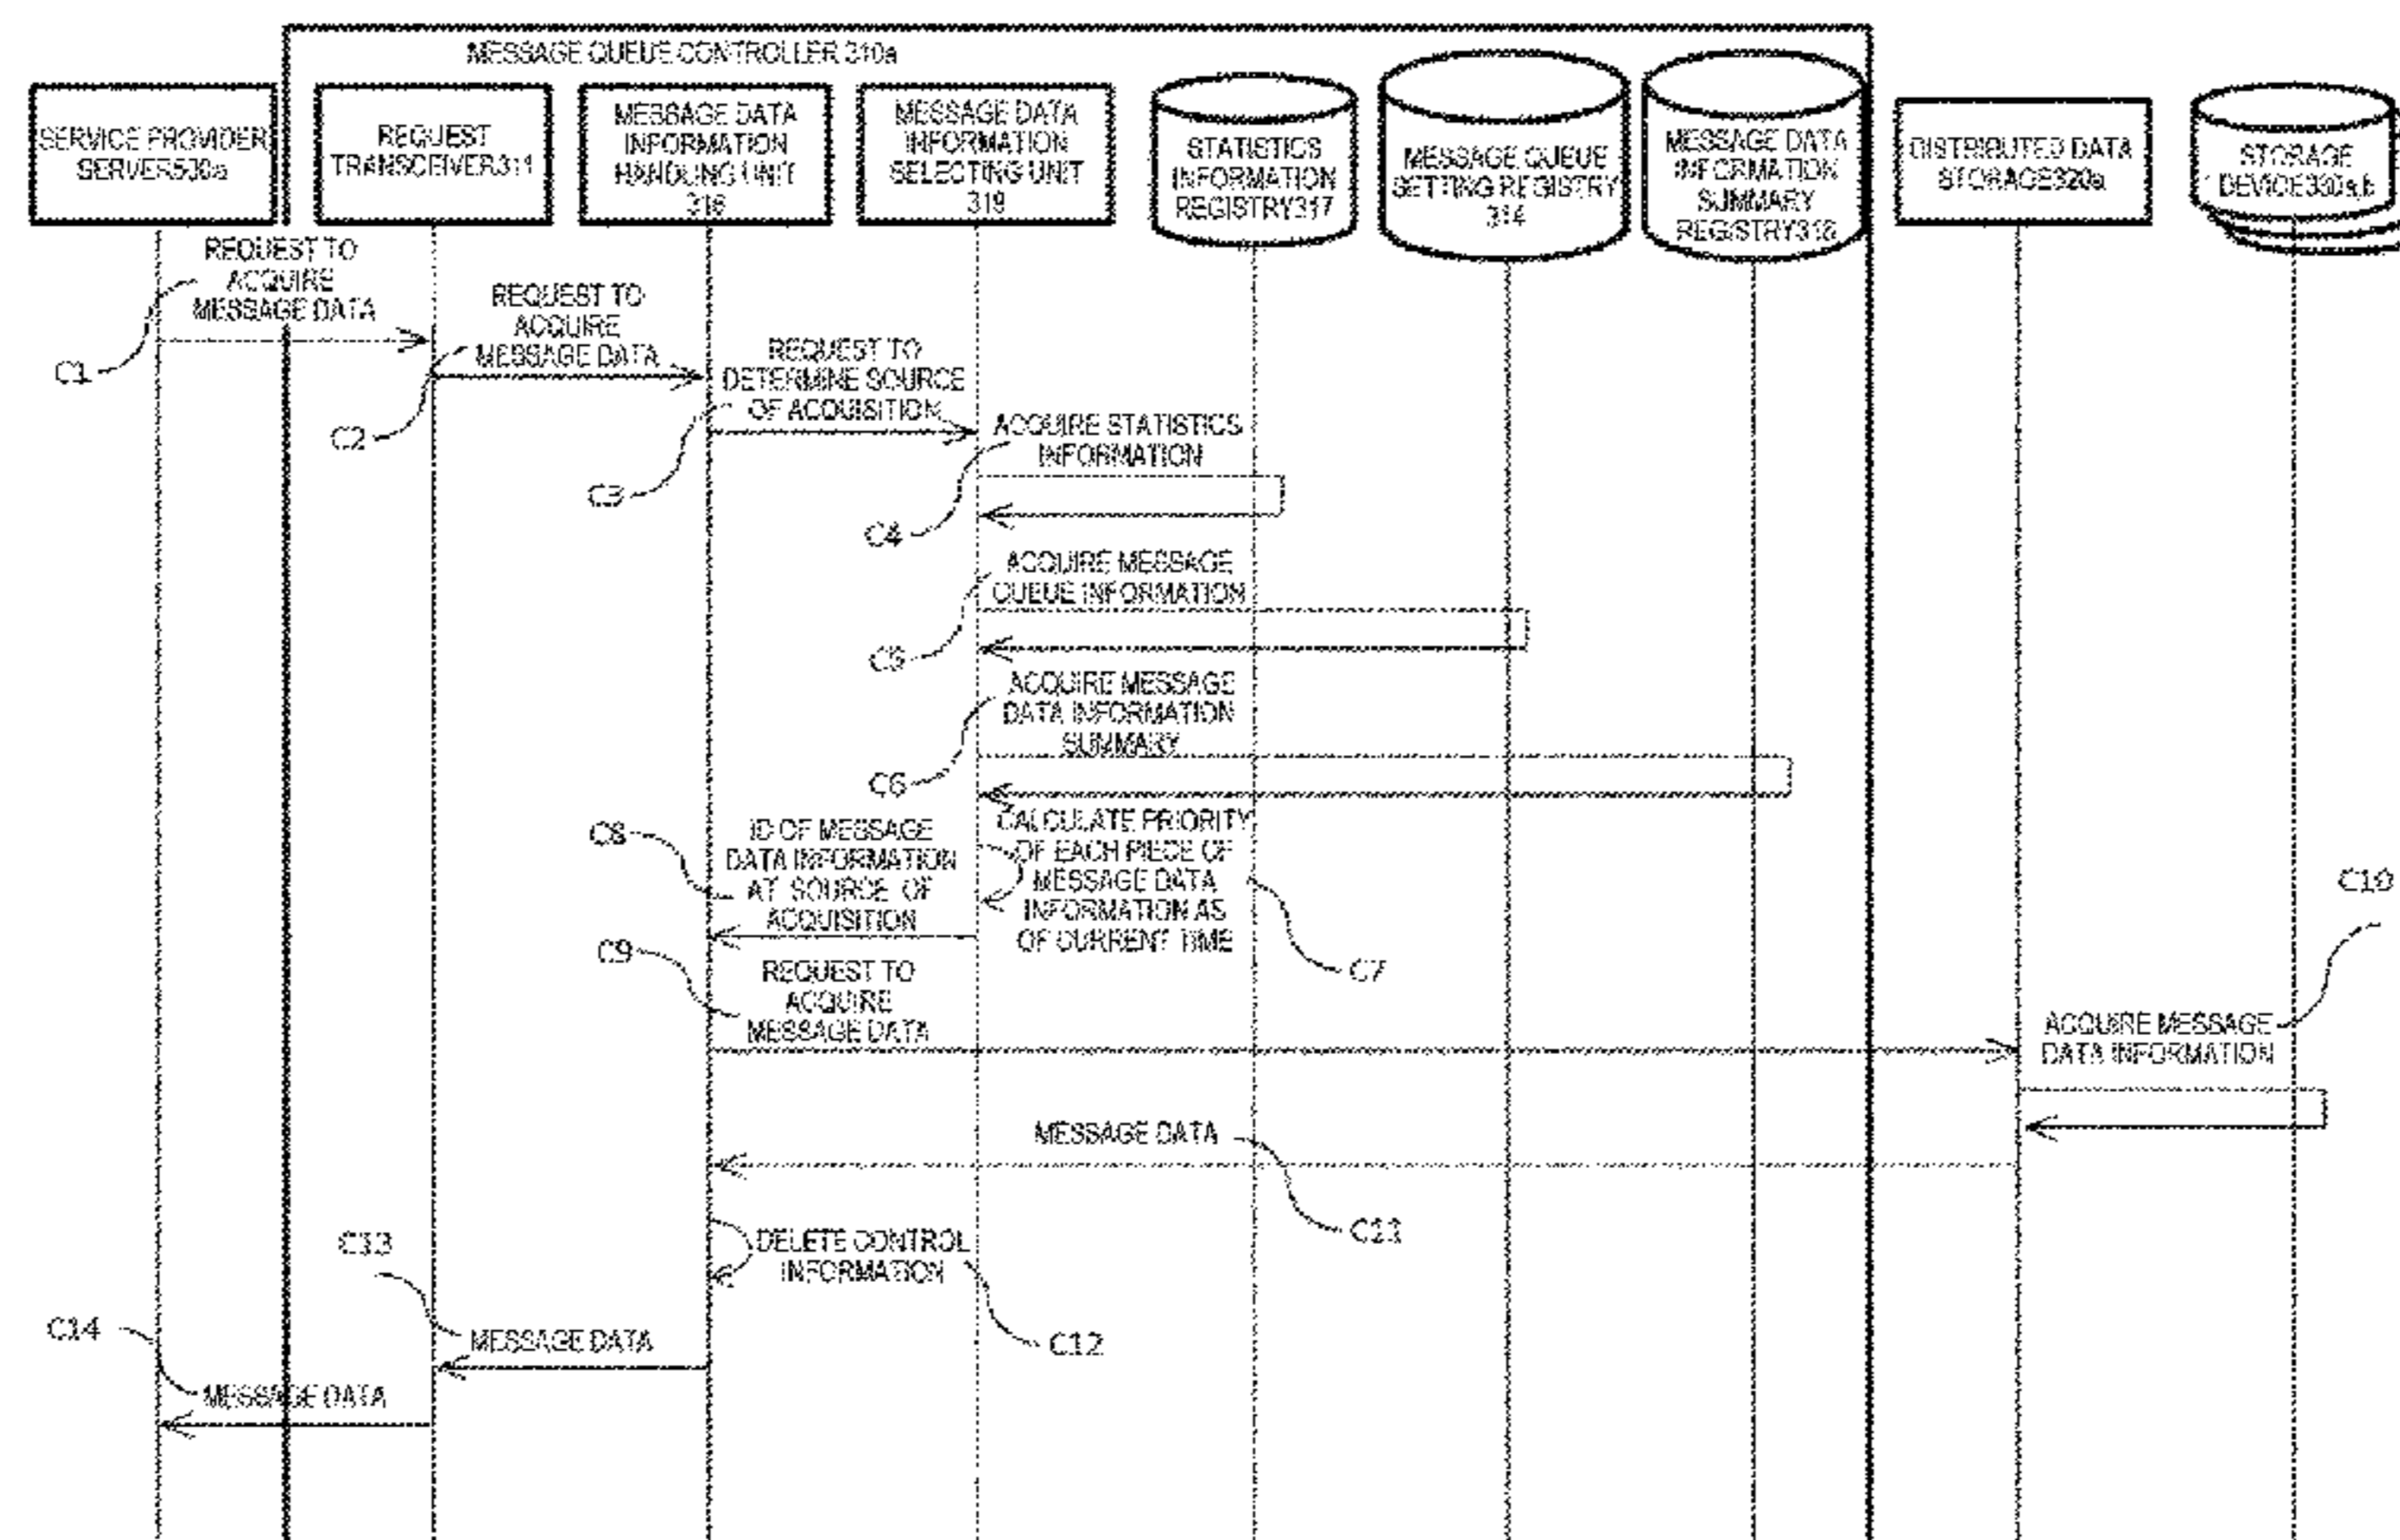 MESSAGE QUEUE CONTROLLER 310a
SERVICE PROVIDER
SERVER530a
REQUEST
TRANSCEIVER311
MESSAGE DATA
INFORMATION
HANDLING UNIT
316
MESSAGE DATA
INFORMATION
SELECTING UNIT
319
STATISTICS
INFORMATION
REGISTRY317
MESSAGE QUEUE
SETTING REGISTRY
314
MESSAGE DATA
INFORMATION
SUMMARY
REGISTRY318
DISTRIBUTED DATA
STORAGE320a
STORAGE
DEVICE330a,b
REQUEST TO
ACQUIRE
MESSAGE DATA
C1
REQUEST TO
ACQUIRE
MESSAGE DATA
C2
REQUEST TO
DETERMINE SOURCE
OF ACQUISITION
C3
ACQUIRE STATISTICS
INFORMATION
C4
ACQUIRE MESSAGE
QUEUE INFORMATION
C5
ACQUIRE MESSAGE
DATA INFORMATION
SUMMARY
C6
CALCULATE PRIORITY
OF EACH PIECE OF
MESSAGE DATA
INFORMATION AS
OF CURRENT TIME
C7
C8
ID OF MESSAGE
DATA INFORMATION
AT SOURCE OF
ACQUISITION
C9
REQUEST TO
ACQUIRE
MESSAGE DATA
C10
ACQUIRE MESSAGE
DATA INFORMATION
MESSAGE DATA
C11
DELETE CONTROL
INFORMATION
C12
C13
MESSAGE DATA
C14
MESSAGE DATA